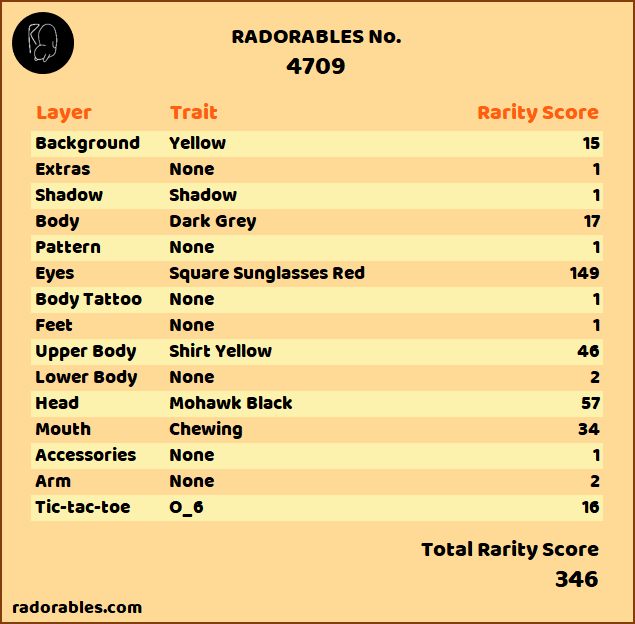 RADORABLES No.
4709
Layer Trait Rarity Score
Background Yellow 15
Extras None 1
Shadow Shadow 1
Body Dark Grey 17
Pattern None 1
Eyes Square Sunglasses Red 149
Body Tattoo None 1
Feet None 1
Upper Body Shirt Yellow 46
Lower Body None 2
Head Mohawk Black 57
Mouth Chewing 34
Accessories None 1
Arm None 2
Tic-tac-toe O_6 16
Total Rarity Score
346
radorables.com